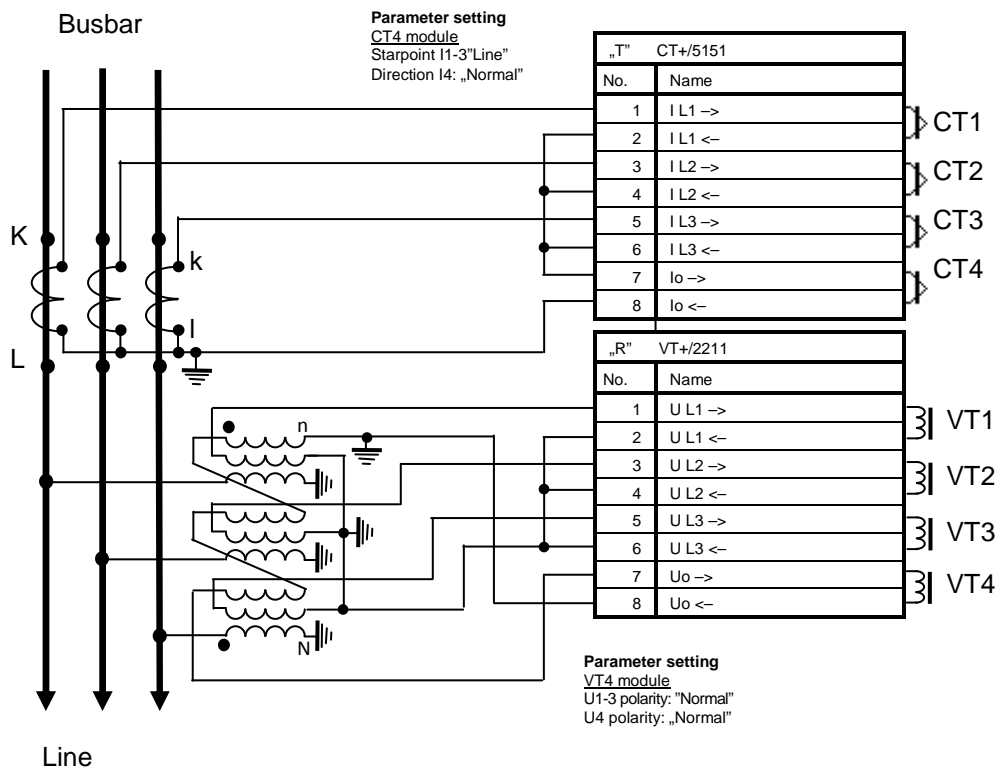 Busbar
Parameter setting
CT4 module
Starpoint I1-3"Line"
Direction I4: „Normal"
„T" CT+/5151
No. Name
1 I L1 –>
2 I L1 <–
3 I L2 –>
4 I L2 <–
5 I L3 –>
6 I L3 <–
7 Io –>
8 Io <–
CT1
CT2
CT3
CT4
K
k
l
L
„R" VT+/2211
No. Name
1 U L1 –>
2 U L1 <–
3 U L2 –>
4 U L2 <–
5 U L3 –>
6 U L3 <–
7 Uo –>
8 Uo <–
VT1
VT2
VT3
VT4
n
N
Parameter setting
VT4 module
U1-3 polarity: "Normal"
U4 polarity: „Normal"
Line